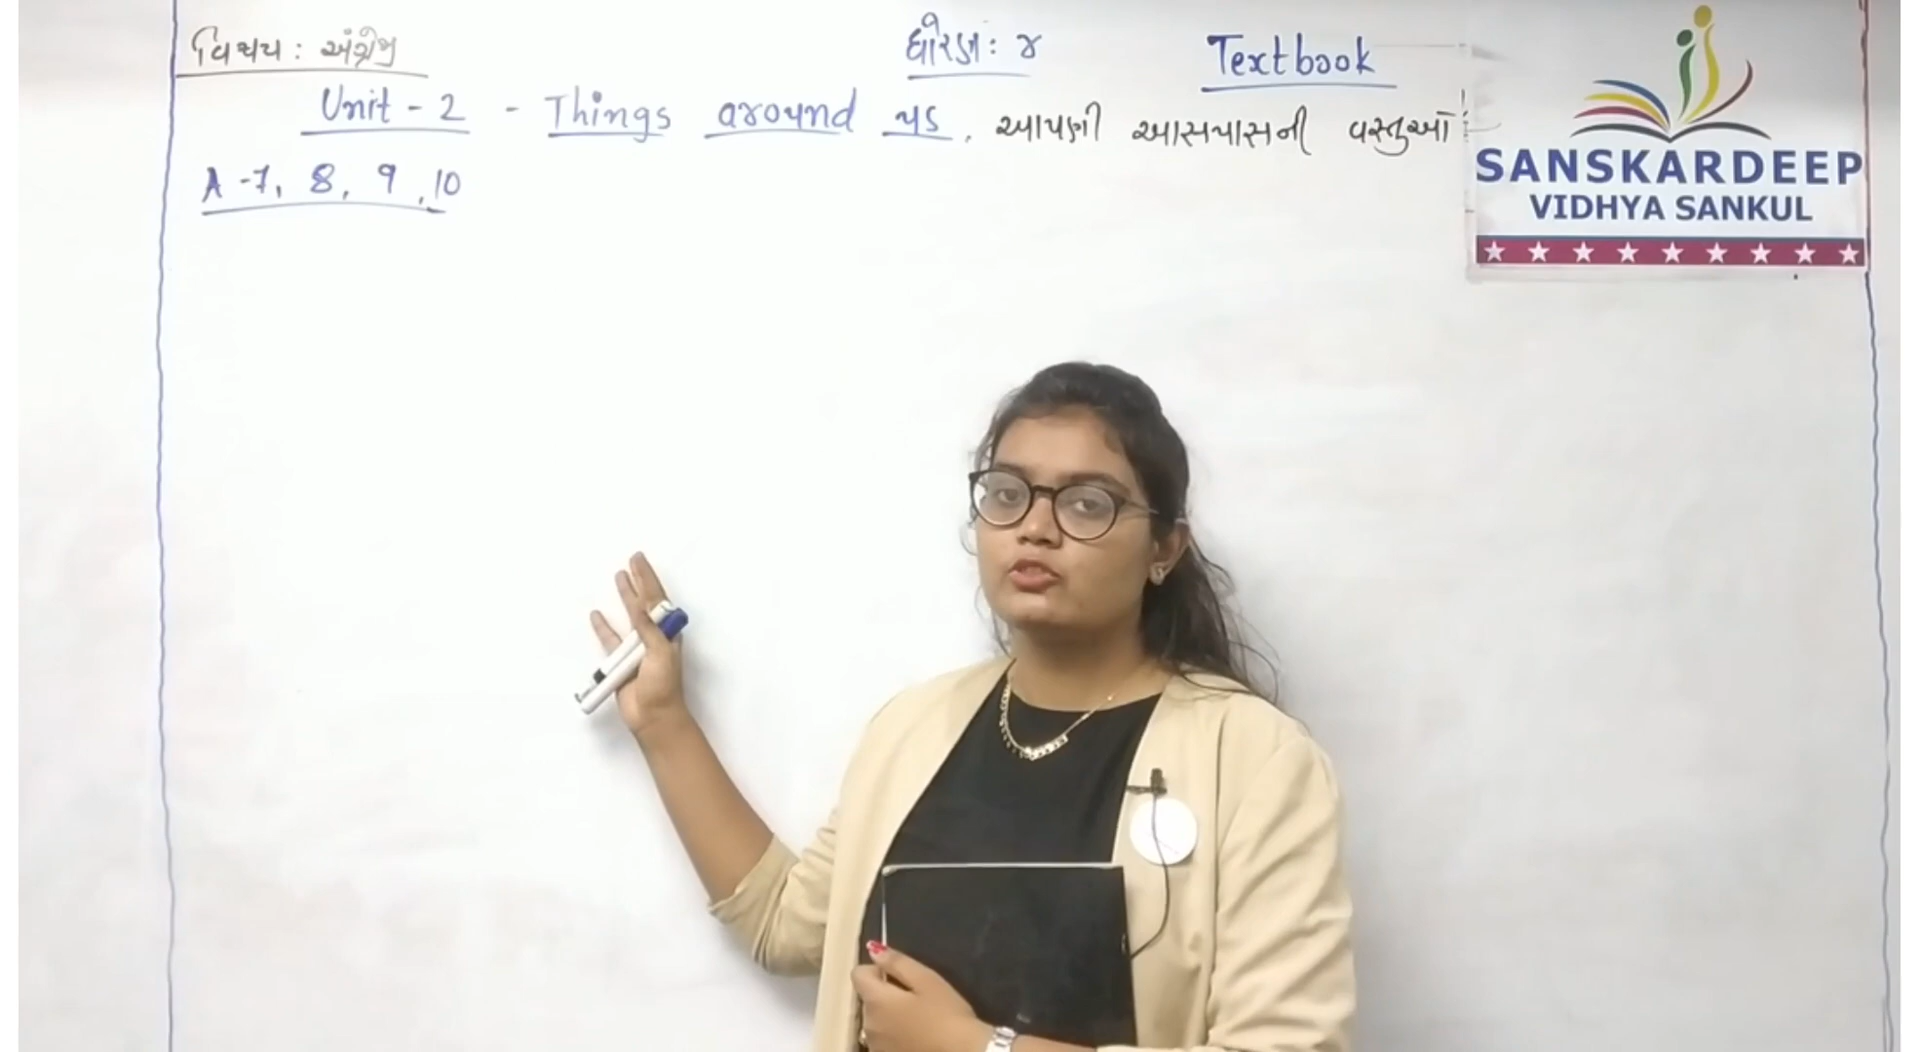 વિષય : અંગ્રેજી
ધોરણ : ૪
Textbook
Unit - 2 - Things around us. આપણી આસપાસની વસ્તુઓ
A - 7, 8, 9, 10
SANSKARDEEP
VIDHYA SANKUL